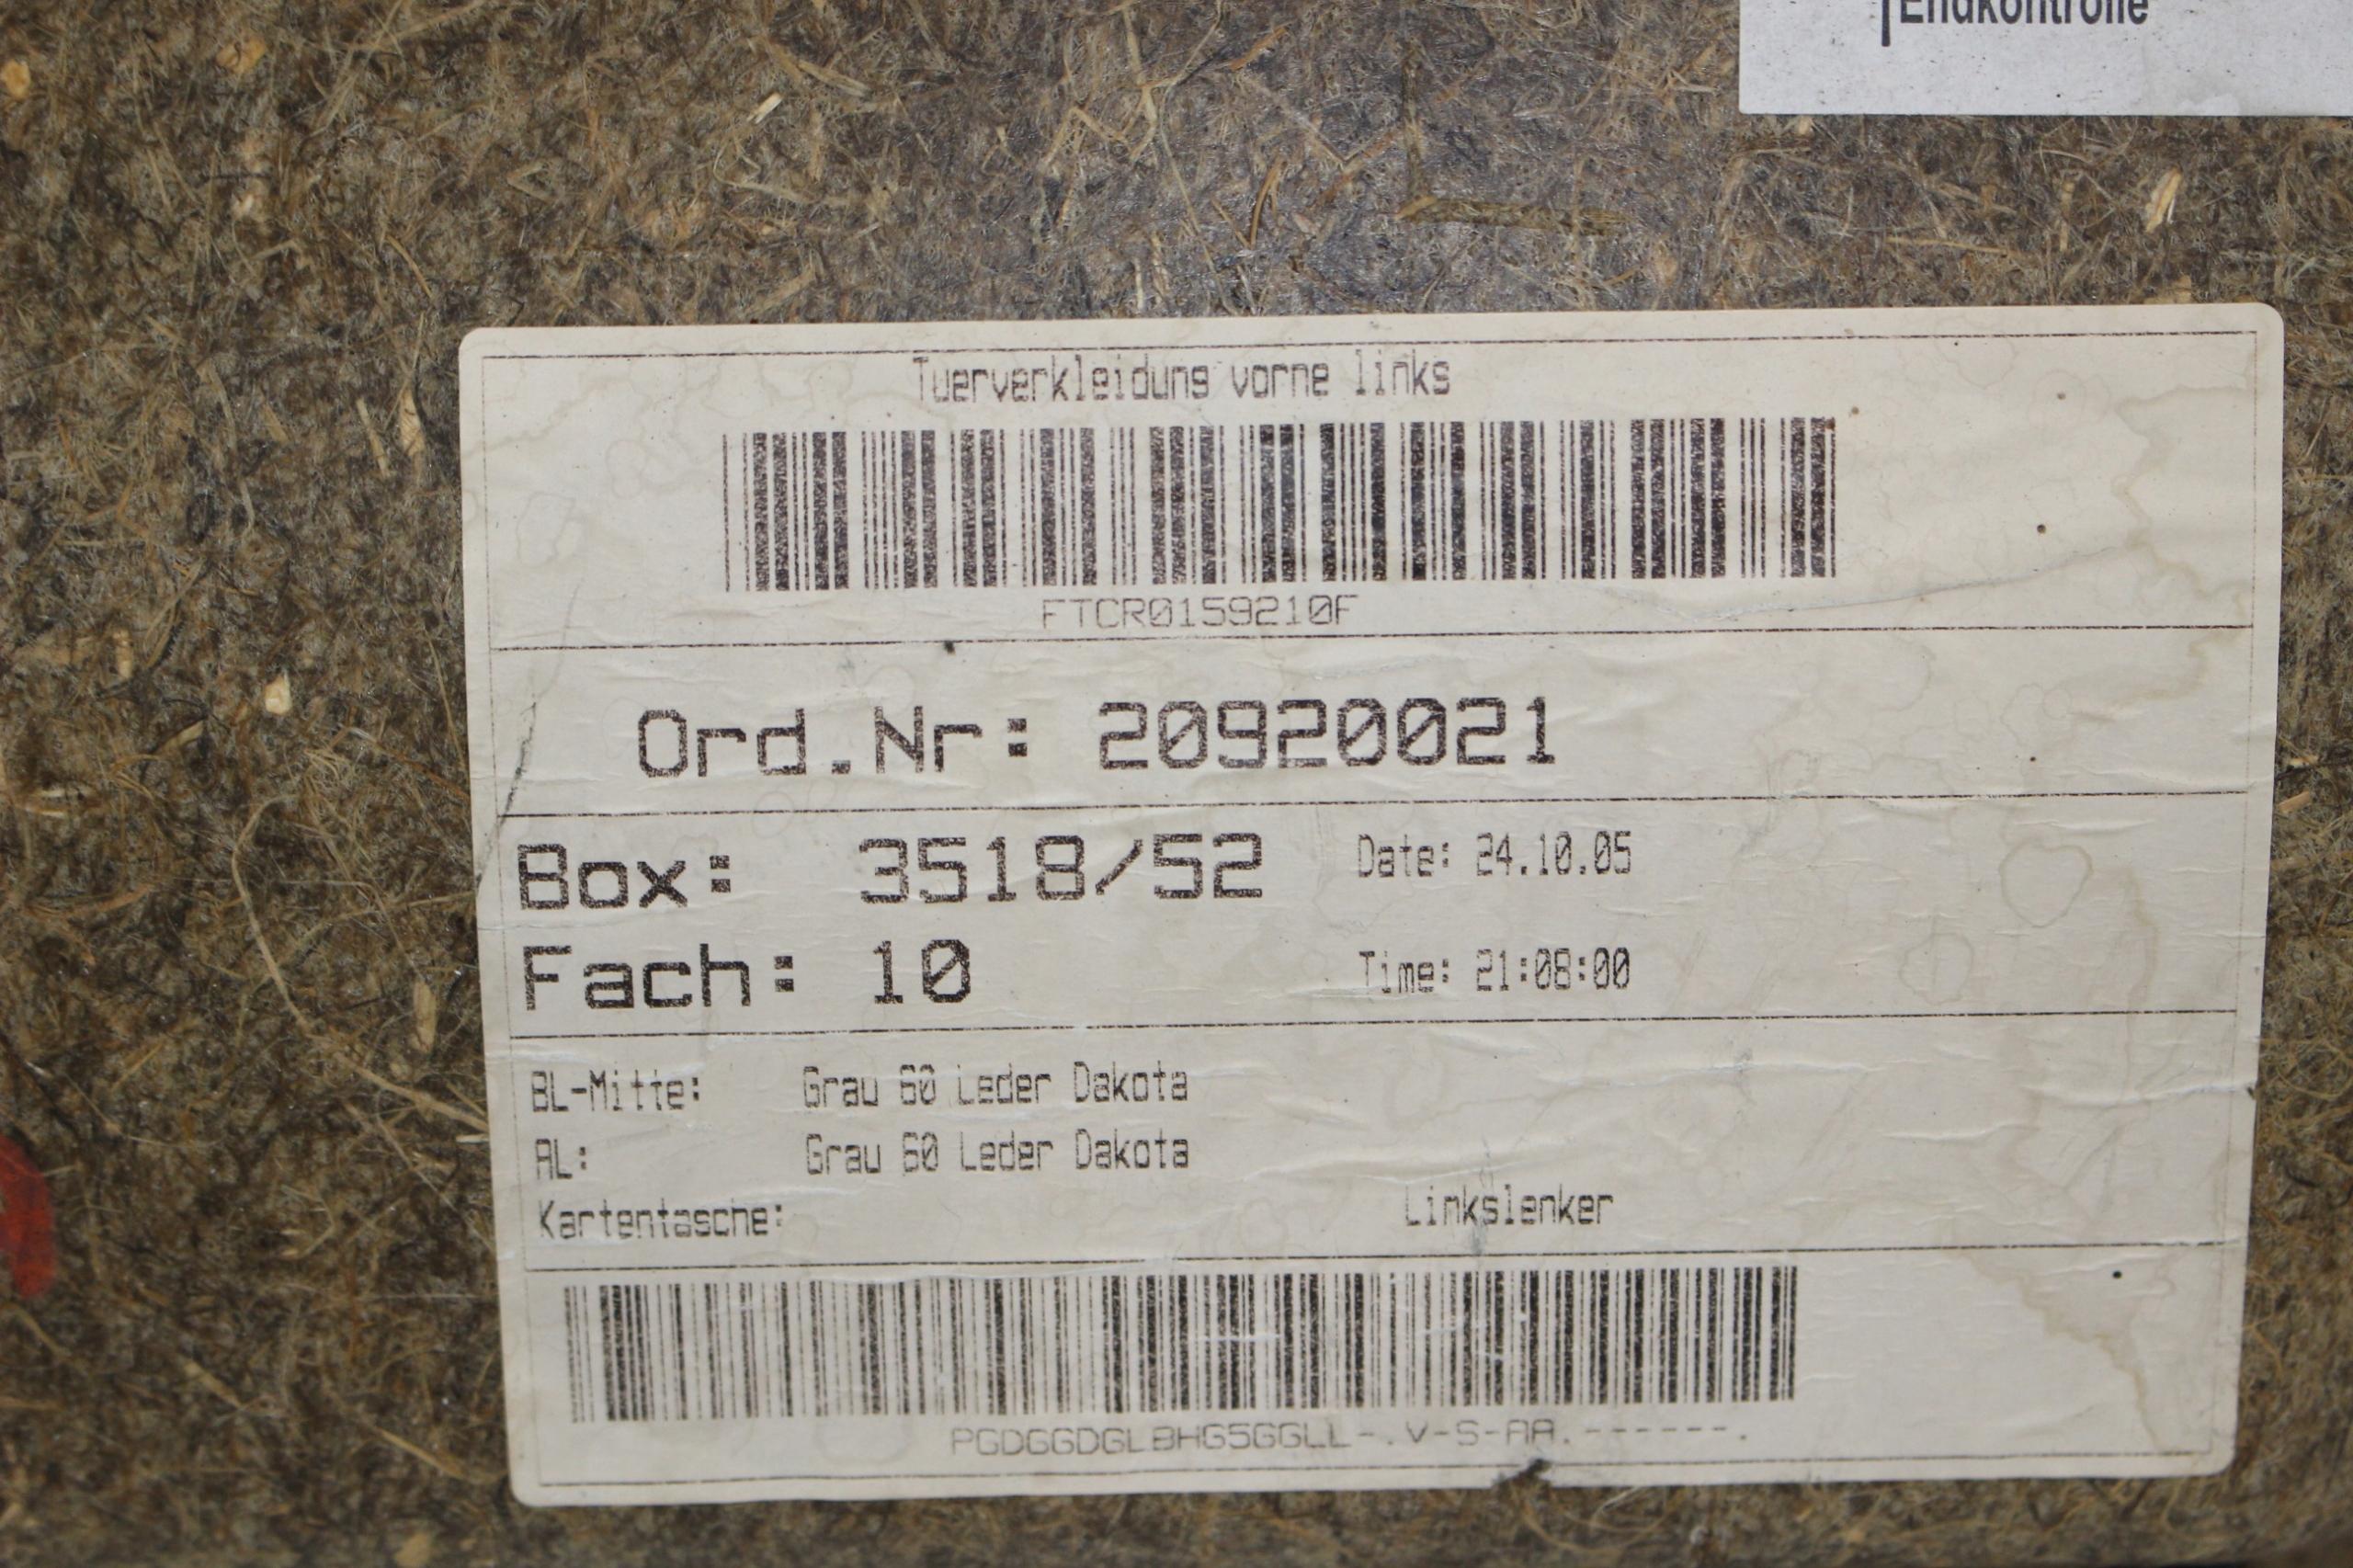 Endkontrolle
Tuerverkleidung vorne links
FTCR0159210F
Ord.Nr: 20920021
Box: 3518/52 Date: 24.10.05
Fach: 10 Time: 21:08:00
BL-Mitte: Grau 60 Leder Dakota
AL: Grau 60 Leder Dakota
Kartentasche: Linkslenker
PGDGGDGLBHG5GGLL-.V-S-AA.------.